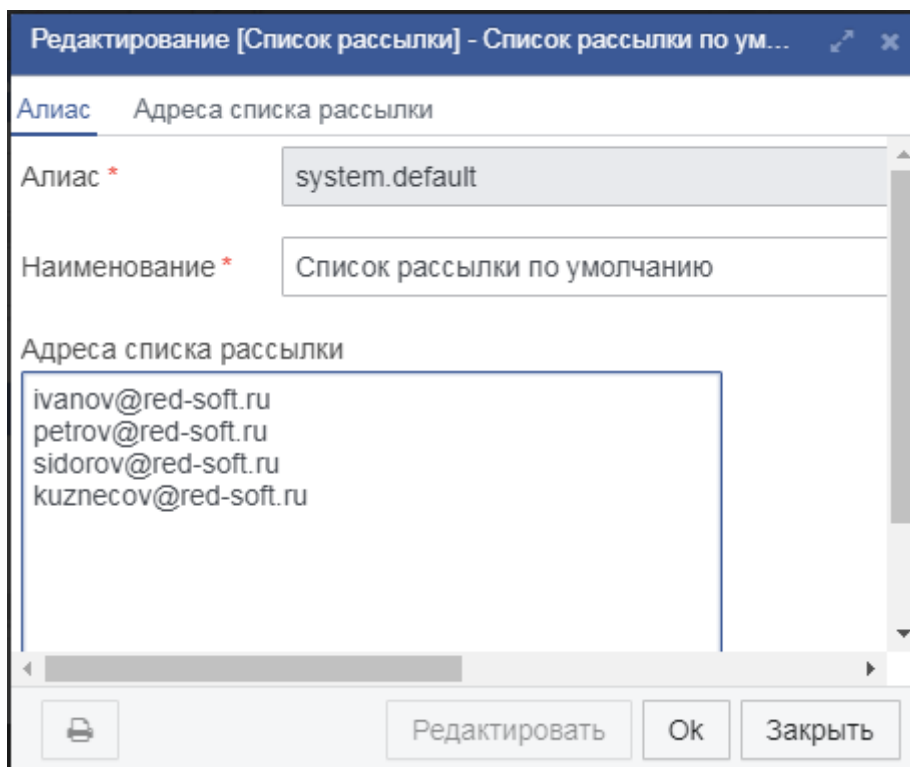 Редактирование [Список рассылки] - Список рассылки по ум...
Алиас Адреса списка рассылки
Алиас * system.default
Наименование * Список рассылки по умолчанию
Адреса списка рассылки
ivanov@red-soft.ru
petrov@red-soft.ru
sidorov@red-soft.ru
kuznecov@red-soft.ru
Редактировать Ok Закрыть